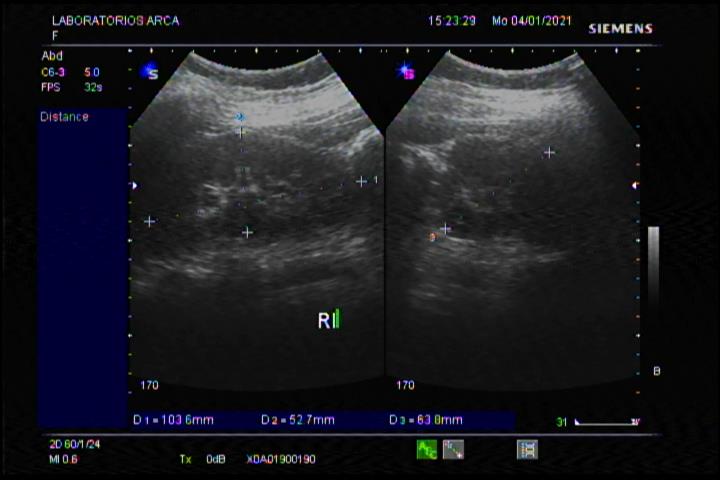 LABORATORIOS ARCA 15:23:29 Mo 04/01/2021 SIEMENS
F
Abd
C6-3 5.0
FPS 32s
Distance
S S
2
1
3
RI
170 170
B
D1=103.6mm D2=52.7mm D3=63.8mm
31
2D 60/1/24
MI 0.6 Tx 0dB XDA01900190